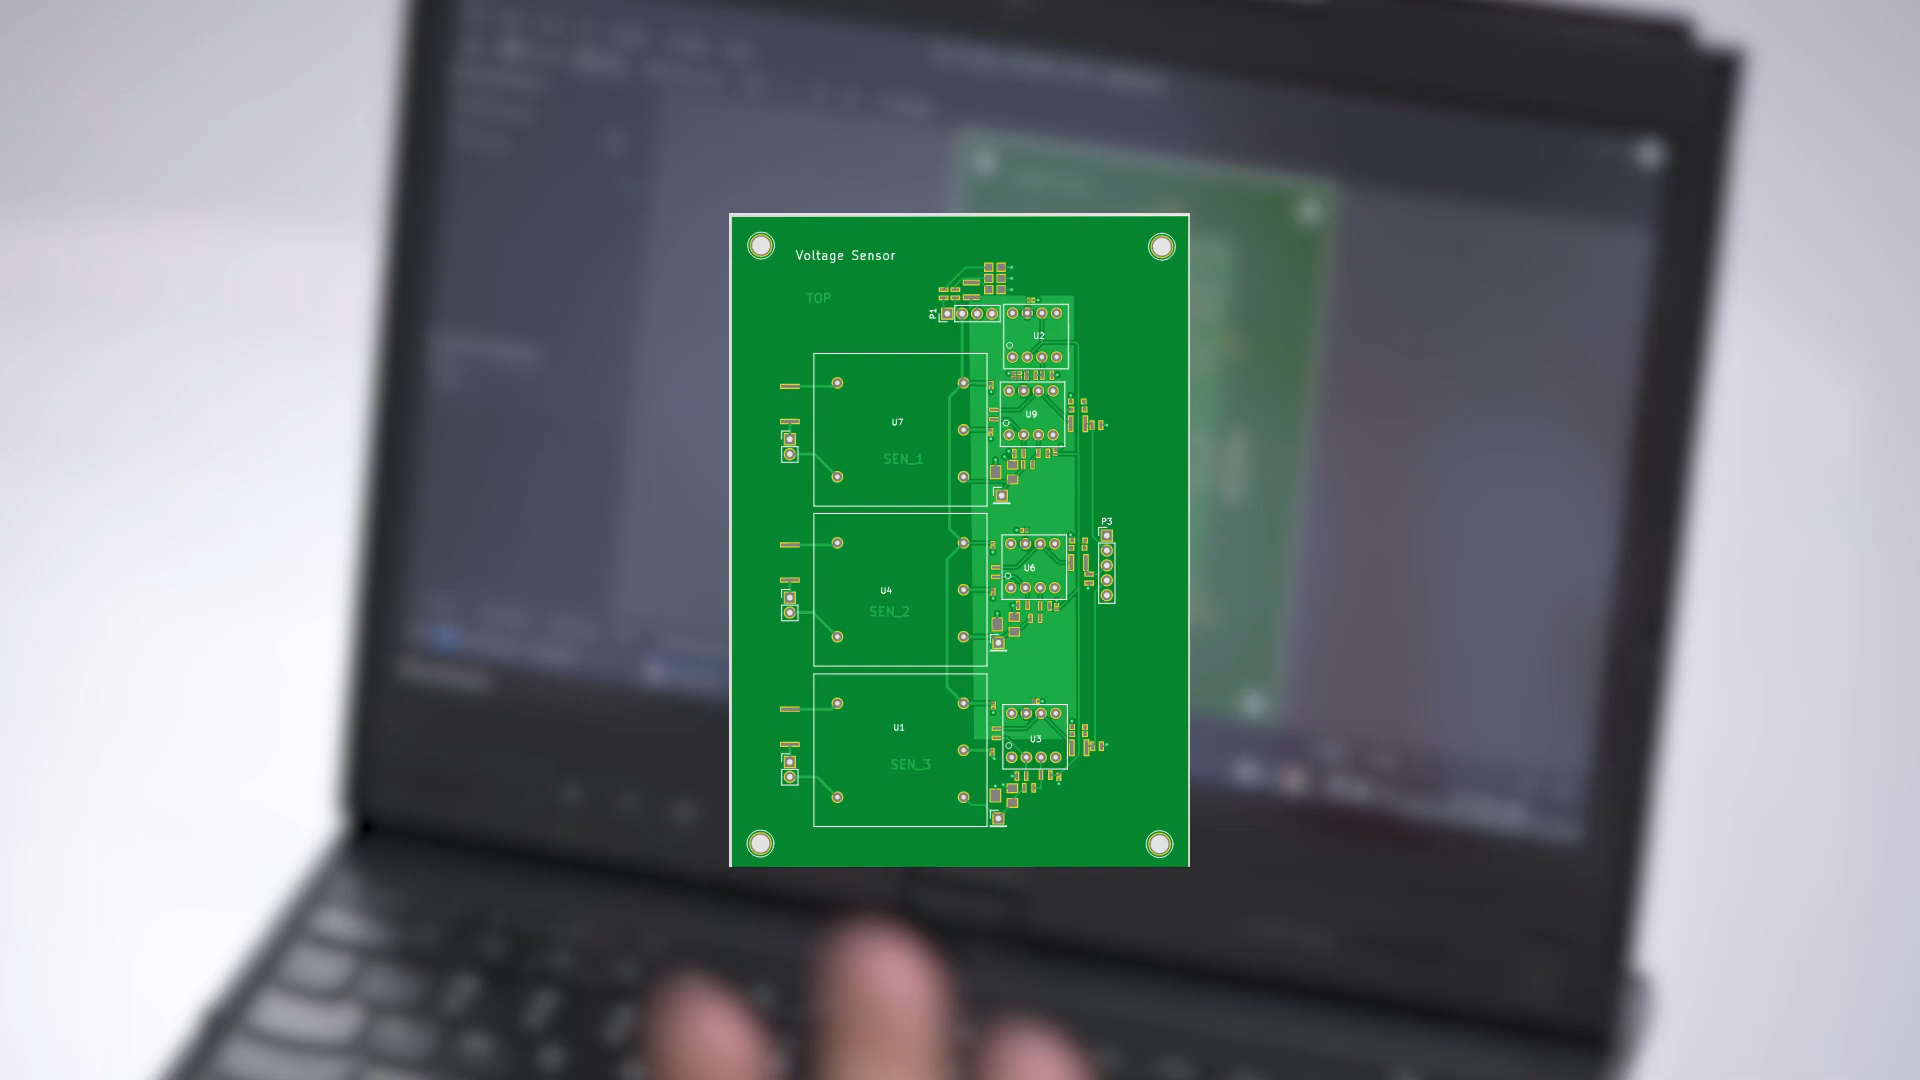 Voltage Sensor
TOP
P1
U2
U9
U7
SEN_1
P3
U6
U4
SEN_2
U1
U3
SEN_3